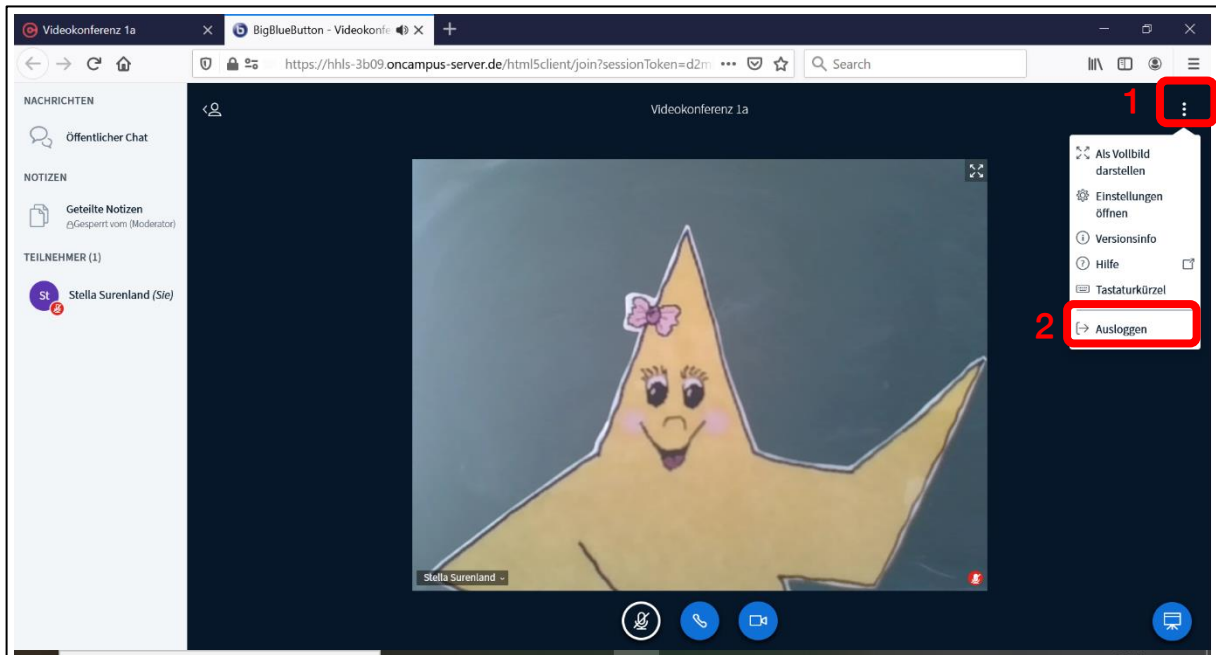 Videokonferenz 1a
BigBlueButton - Videokonfe
https://hhls-3b09.oncampus-server.de/html5client/join?sessionToken=d2m
Search
NACHRICHTEN
Öffentlicher Chat
NOTIZEN
Geteilte Notizen
Gesperrt vom (Moderator)
TEILNEHMER (1)
St
Stella Surenland (Sie)
Videokonferenz 1a
1
Als Vollbild
darstellen
Einstellungen
öffnen
Versionsinfo
Hilfe
Tastaturkürzel
2
Ausloggen
Stella Surenland